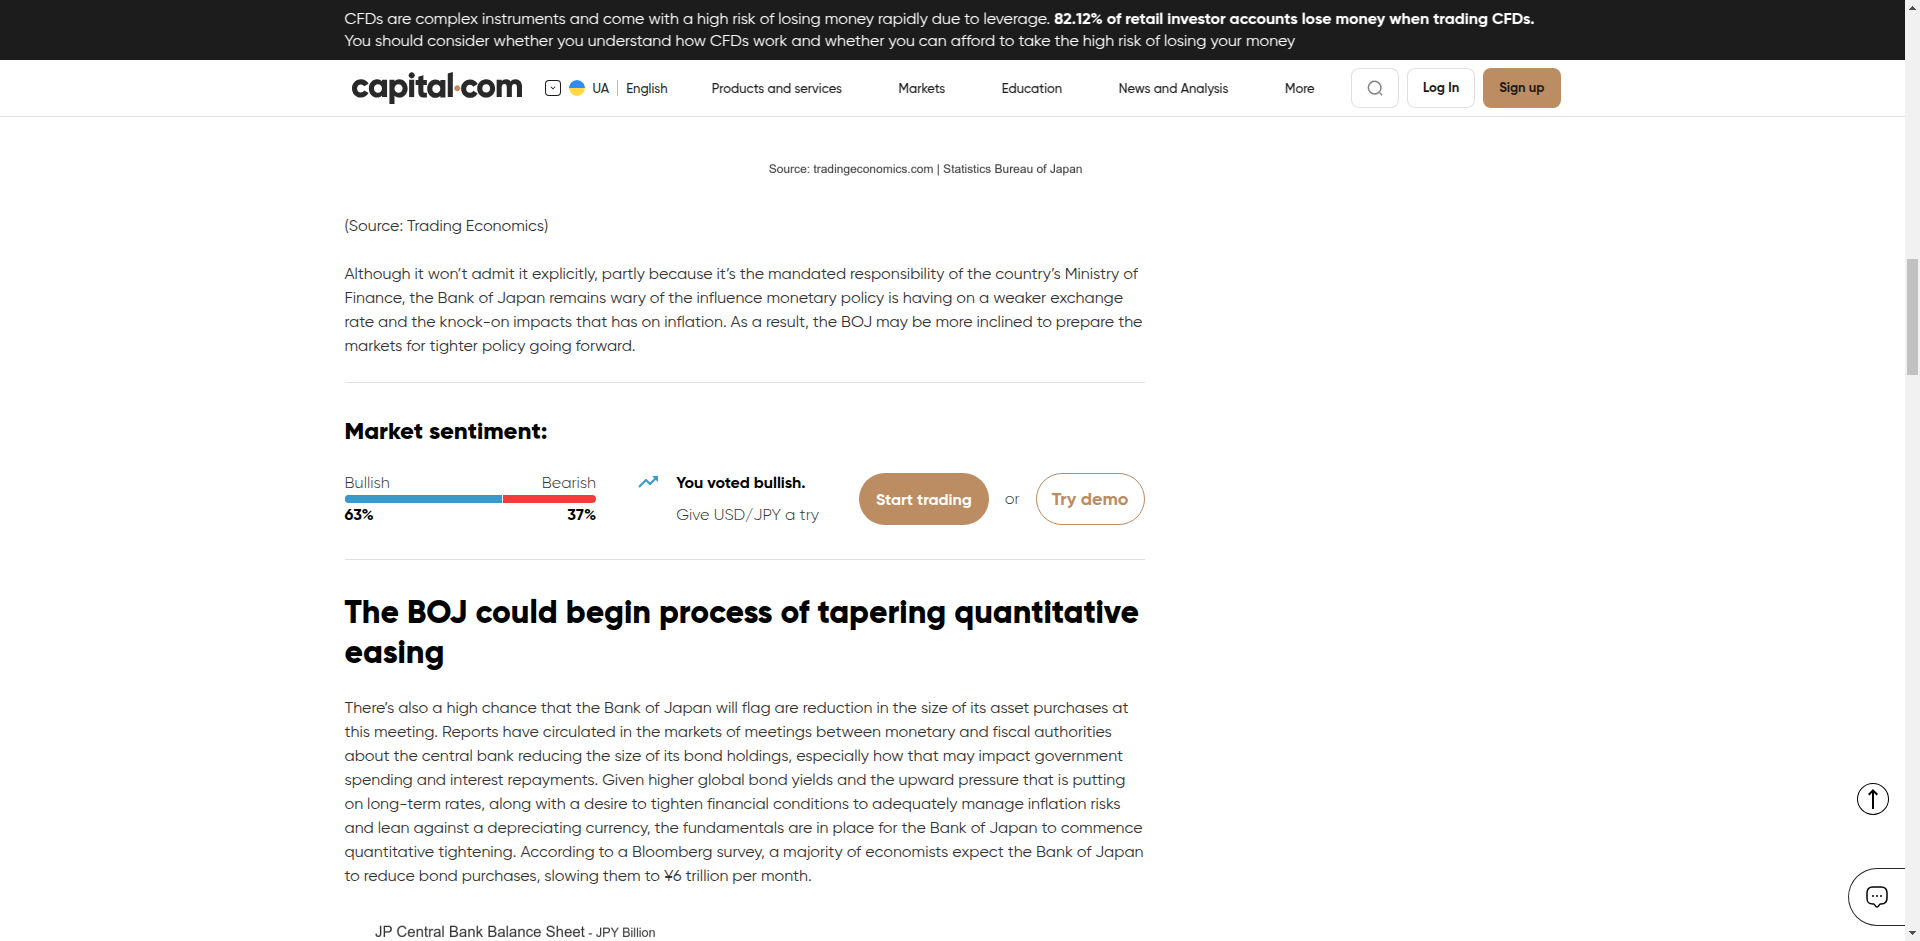 CFDs are complex instruments and come with a high risk of losing money rapidly due to leverage. 82.12% of retail investor accounts lose money when trading CFDs.
You should consider whether you understand how CFDs work and whether you can afford to take the high risk of losing your money
capital.com
UA
English
Products and services
Markets
Education
News and Analysis
More
Log In
Sign up
Source: tradingeconomics.com | Statistics Bureau of Japan
(Source: Trading Economics)
Although it won’t admit it explicitly, partly because it’s the mandated responsibility of the country’s Ministry of
Finance, the Bank of Japan remains wary of the influence monetary policy is having on a weaker exchange
rate and the knock-on impacts that has on inflation. As a result, the BOJ may be more inclined to prepare the
markets for tighter policy going forward.
Market sentiment:
Bullish
Bearish
63%
37%
You voted bullish.
Give USD/JPY a try
Start trading
or
Try demo
The BOJ could begin process of tapering quantitative
easing
There’s also a high chance that the Bank of Japan will flag are reduction in the size of its asset purchases at
this meeting. Reports have circulated in the markets of meetings between monetary and fiscal authorities
about the central bank reducing the size of its bond holdings, especially how that may impact government
spending and interest repayments. Given higher global bond yields and the upward pressure that is putting
on long-term rates, along with a desire to tighten financial conditions to adequately manage inflation risks
and lean against a depreciating currency, the fundamentals are in place for the Bank of Japan to commence
quantitative tightening. According to a Bloomberg survey, a majority of economists expect the Bank of Japan
to reduce bond purchases, slowing them to ¥6 trillion per month.
JP Central Bank Balance Sheet - JPY Billion